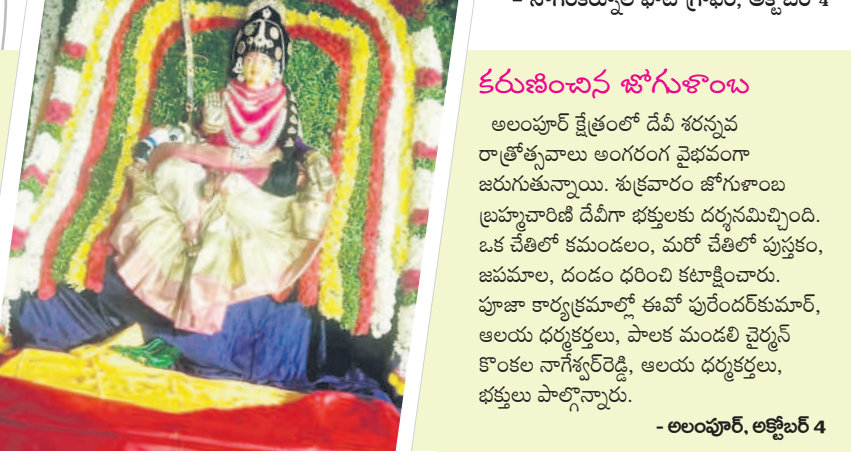 కరుణించిన జోగుళాంబ
అలంపూర్ క్షేత్రంలో దేవీ శరన్నవ
రాత్రోత్సవాలు అంగరంగ వైభవంగా
జరుగుతున్నాయి. శుక్రవారం జోగుళాంబ
బ్రహ్మచారిణి దేవీగా భక్తులకు దర్శనమిచ్చింది.
ఒక చేతిలో కమండలం, మరో చేతిలో పుస్తకం,
జపమాల, దండం ధరించి కటాక్షించారు.
పూజా కార్యక్రమాల్లో ఈవో పురేందర్‌కుమార్,
ఆలయ ధర్మకర్తలు, పాలక మండలి చైర్మన్
కొంకల నాగేశ్వర్‌రెడ్డి, ఆలయ ధర్మకర్తలు,
భక్తులు పాల్గొన్నారు.
- అలంపూర్, అక్టోబర్ 4